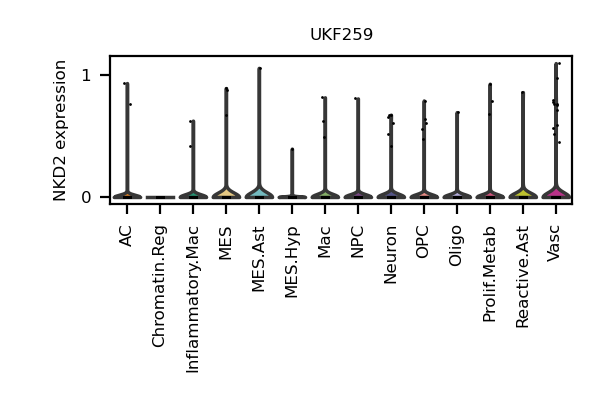 UKF259
NKD2 expression
1
0
AC
Chromatin.Reg
Inflammatory.Mac
MES
MES.Ast
MES.Hyp
Mac
NPC
Neuron
OPC
Oligo
Prolif.Metab
Reactive.Ast
Vasc